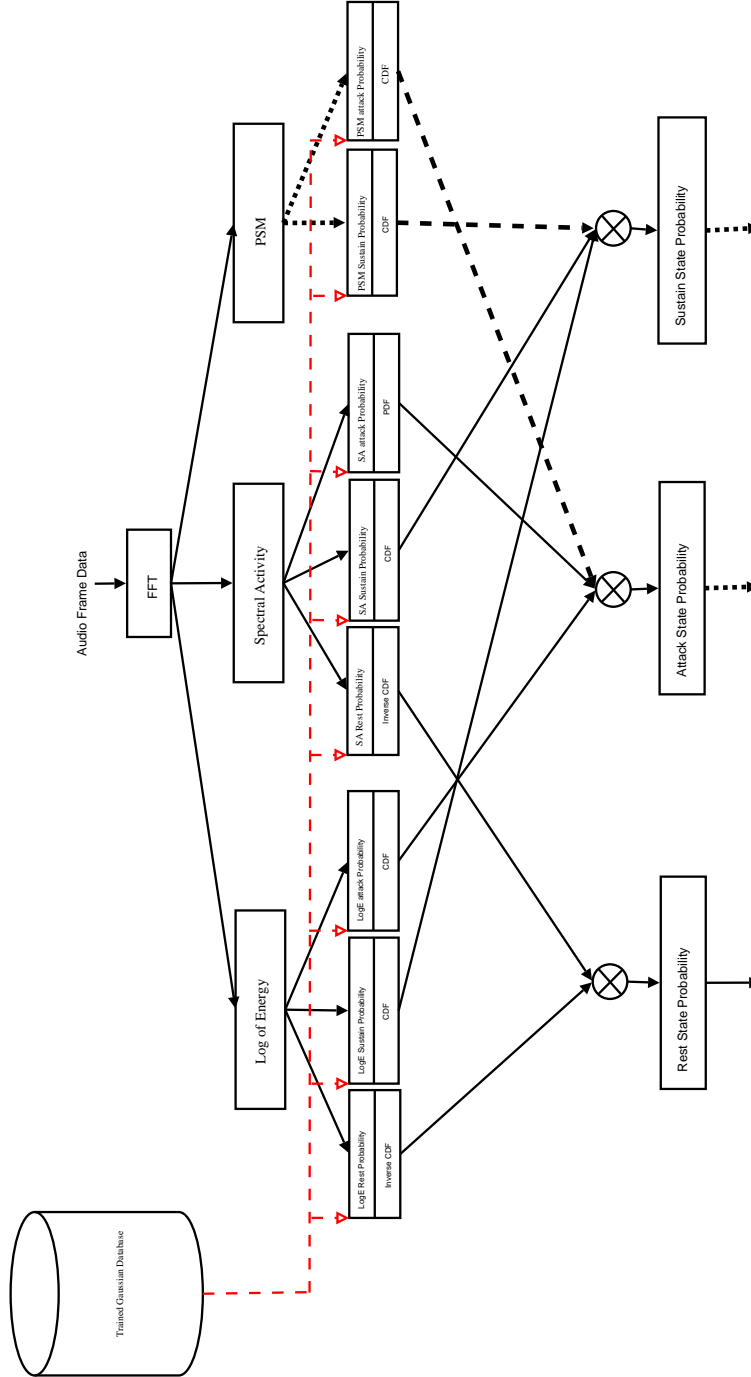 Audio Frame Data
FFT
Log of Energy
Spectral Activity
PSM
Trained Gaussian Database
LogE Rest Probability
Inverse CDF
LogE Sustain Probability
CDF
LogE attack Probability
CDF
SA Rest Probability
Inverse CDF
SA Sustain Probability
CDF
SA attack Probability
PDF
PSM Sustain Probability
CDF
PSM attack Probability
CDF
Rest State Probability
Attack State Probability
Sustain State Probability